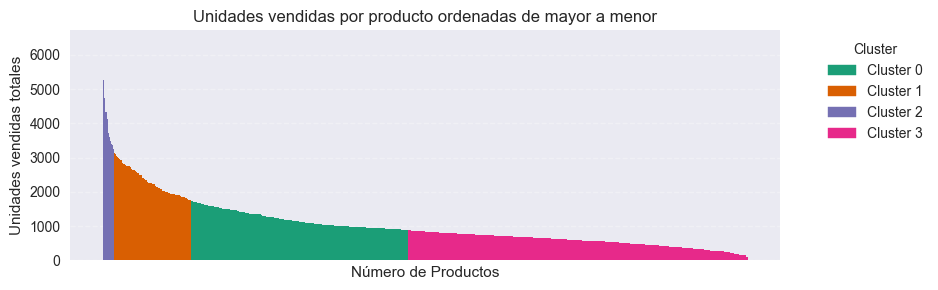 Unidades vendidas por producto ordenadas de mayor a menor
Unidades vendidas totales
6000
5000
4000
3000
2000
1000
0
Número de Productos
Cluster
Cluster 0
Cluster 1
Cluster 2
Cluster 3